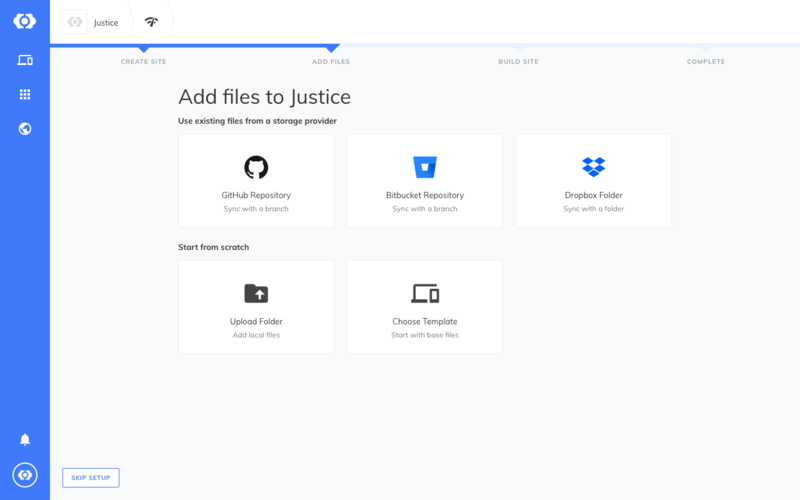 Justice
CREATE SITE
ADD FILES
BUILD SITE
COMPLETE
Add files to Justice
Use existing files from a storage provider
GitHub Repository
Sync with a branch
Bitbucket Repository
Sync with a branch
Dropbox Folder
Sync with a folder
Start from scratch
Upload Folder
Add local files
Choose Template
Start with base files
SKIP SETUP